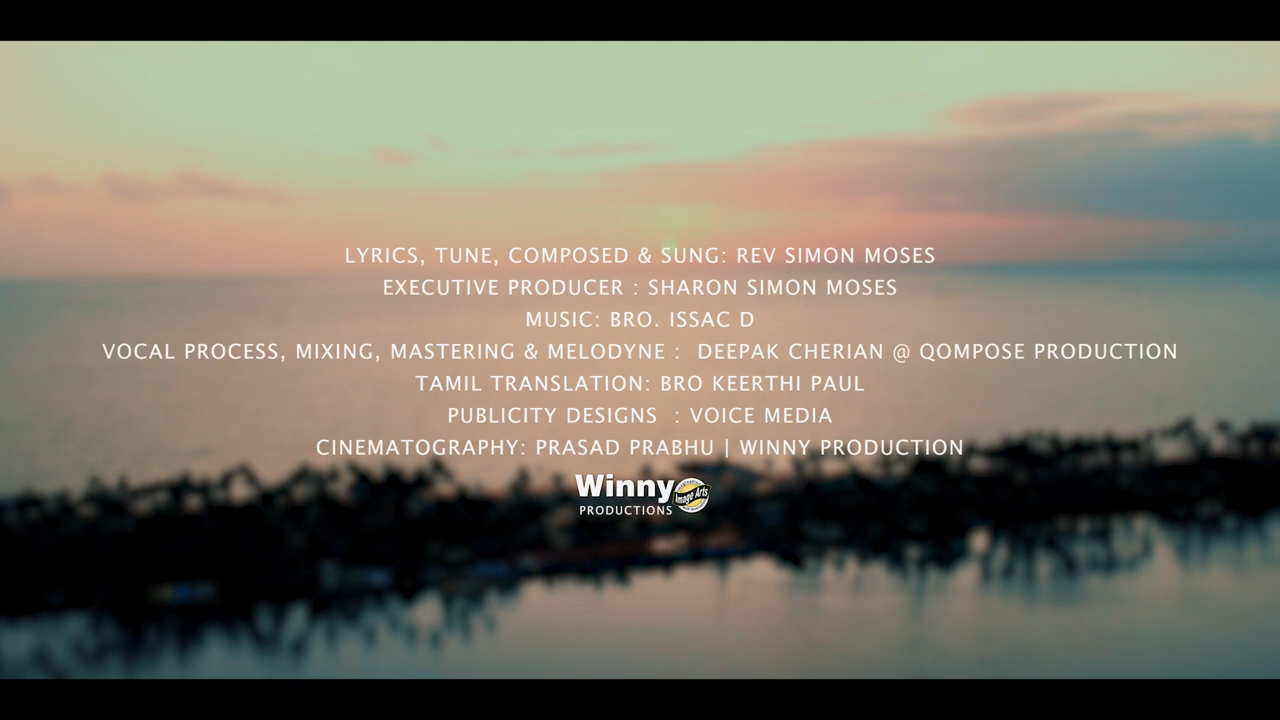 LYRICS, TUNE, COMPOSED & SUNG: REV SIMON MOSES
EXECUTIVE PRODUCER : SHARON SIMON MOSES
MUSIC: BRO. ISSAC D
VOCAL PROCESS, MIXING, MASTERING & MELODYNE :  DEEPAK CHERIAN @ QOMPOSE PRODUCTION
TAMIL TRANSLATION: BRO KEERTHI PAUL
PUBLICITY DESIGNS  : VOICE MEDIA
CINEMATOGRAPHY: PRASAD PRABHU | WINNY PRODUCTION
Winny
Image Arts
PRODUCTIONS